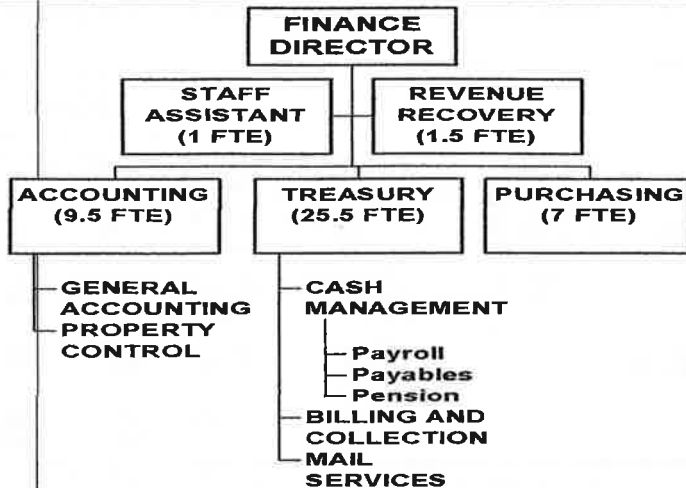 FINANCE
DIRECTOR
STAFF
ASSISTANT
(1 FTE)
REVENUE
RECOVERY
(1.5 FTE)
ACCOUNTING
(9.5 FTE)
TREASURY
(25.5 FTE)
PURCHASING
(7 FTE)
GENERAL
ACCOUNTING
PROPERTY
CONTROL
CASH
MANAGEMENT
Payroll
Payables
Pension
BILLING AND
COLLECTION
MAIL
SERVICES